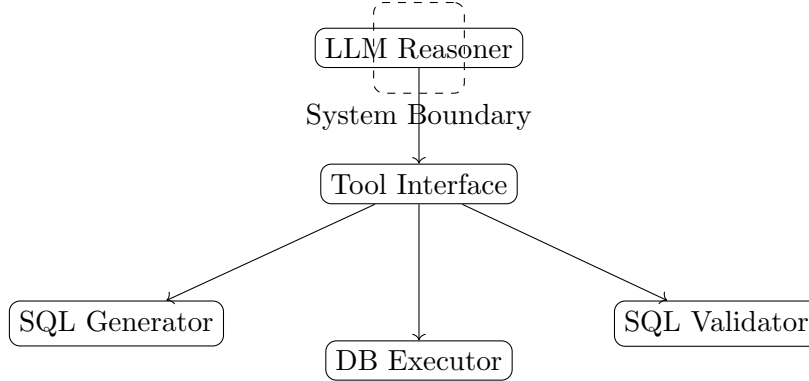 LLM Reasoner
System Boundary
Tool Interface
SQL Generator
SQL Validator
DB Executor